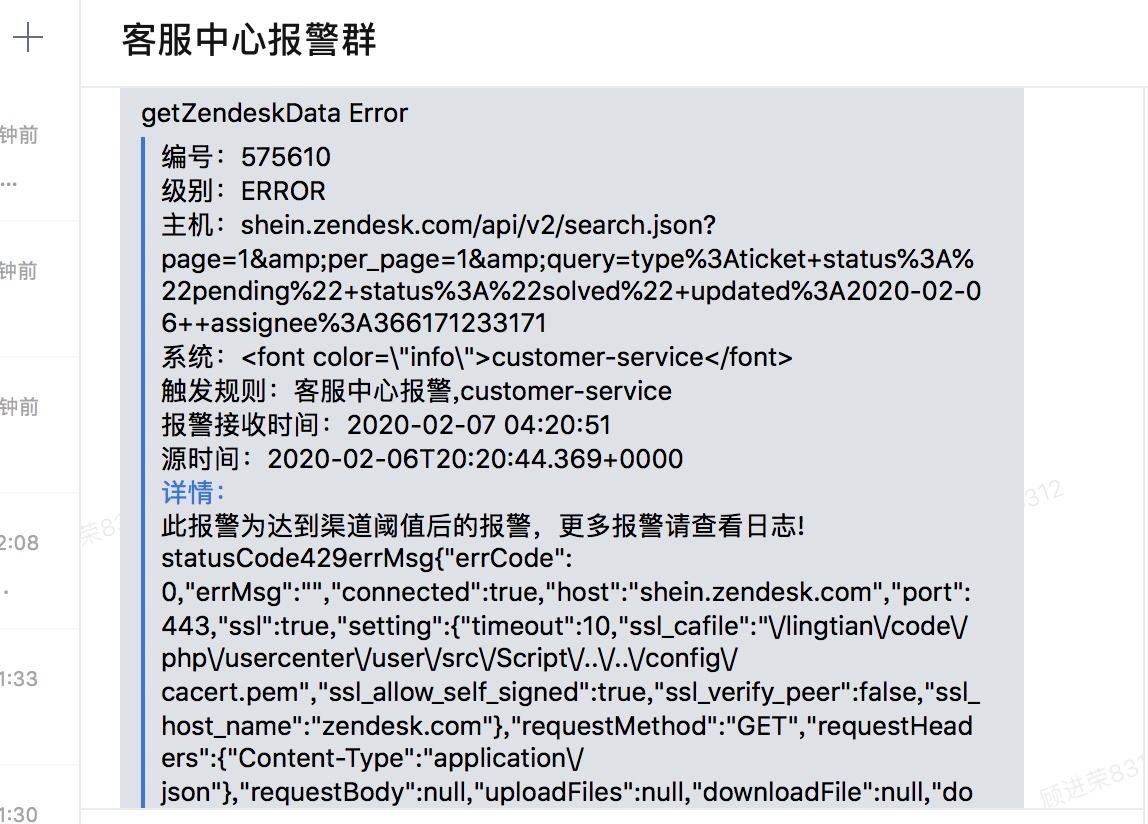 客服中心报警群
钟前
...
钟前
钟前
2:08
.
1:33
1:30
getZendeskData Error
编号：575610
级别：ERROR
主机：shein.zendesk.com/api/v2/search.json?
page=1&amp;per_page=1&amp;query=type%3Aticket+status%3A%
22pending%22+status%3A%22solved%22+updated%3A2020-02-0
6++assignee%3A366171233171
系统：<font color=\"info\">customer-service</font>
触发规则：客服中心报警,customer-service
报警接收时间：2020-02-07 04:20:51
源时间：2020-02-06T20:20:44.369+0000
详情：
此报警为达到渠道阈值后的报警，更多报警请查看日志!
statusCode429errMsg{"errCode":
0,"errMsg":"","connected":true,"host":"shein.zendesk.com","port":
443,"ssl":true,"setting":{"timeout":10,"ssl_cafile":"\/lingtian\/code\/
php\/usercenter\/user\/src\/Script\/..\/..\/config\/
cacert.pem","ssl_allow_self_signed":true,"ssl_verify_peer":false,"ssl_
host_name":"zendesk.com"},"requestMethod":"GET","requestHead
ers":{"Content-Type":"application\/
json"},"requestBody":null,"uploadFiles":null,"downloadFile":null,"do
荣83
312
顾进荣831